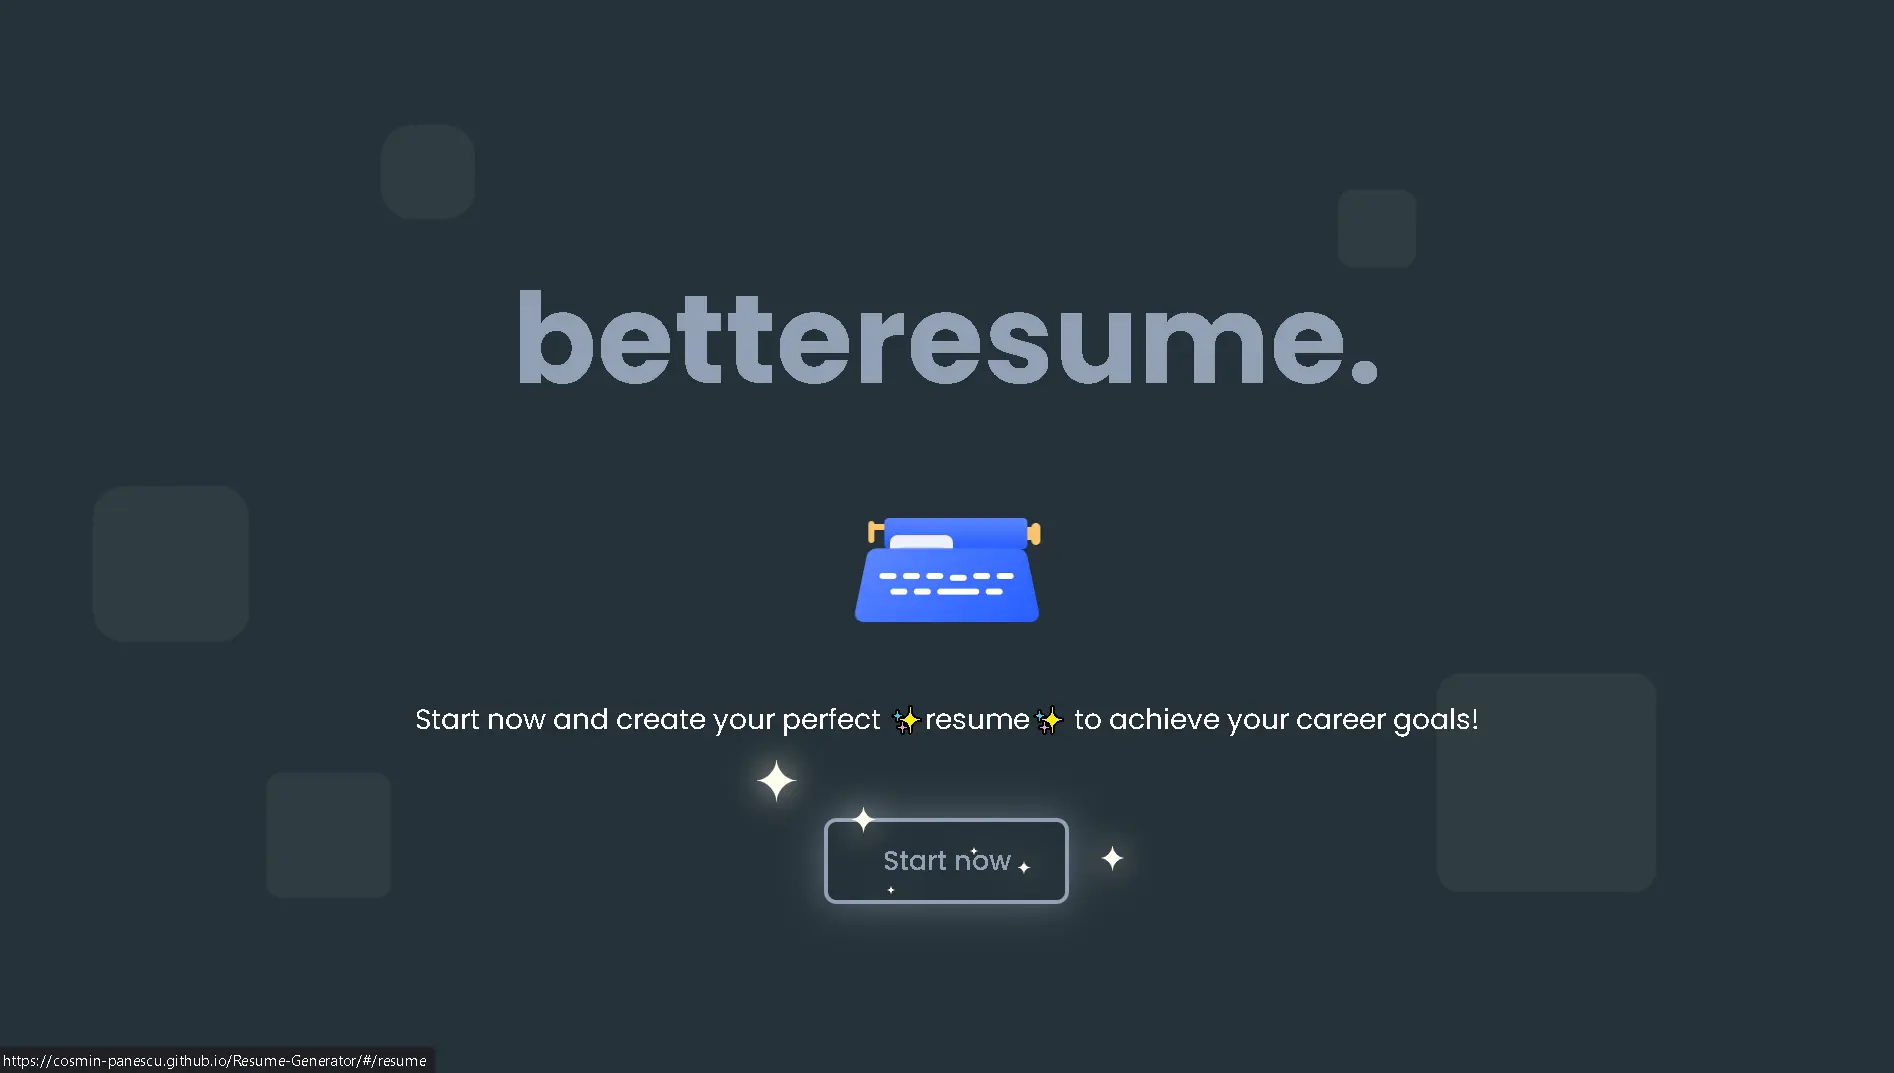 betteresume.
Start now and create your perfect ✨resume✨ to achieve your career goals!
Start now
https://cosmin-panescu.github.io/Resume-Generator/#/resume